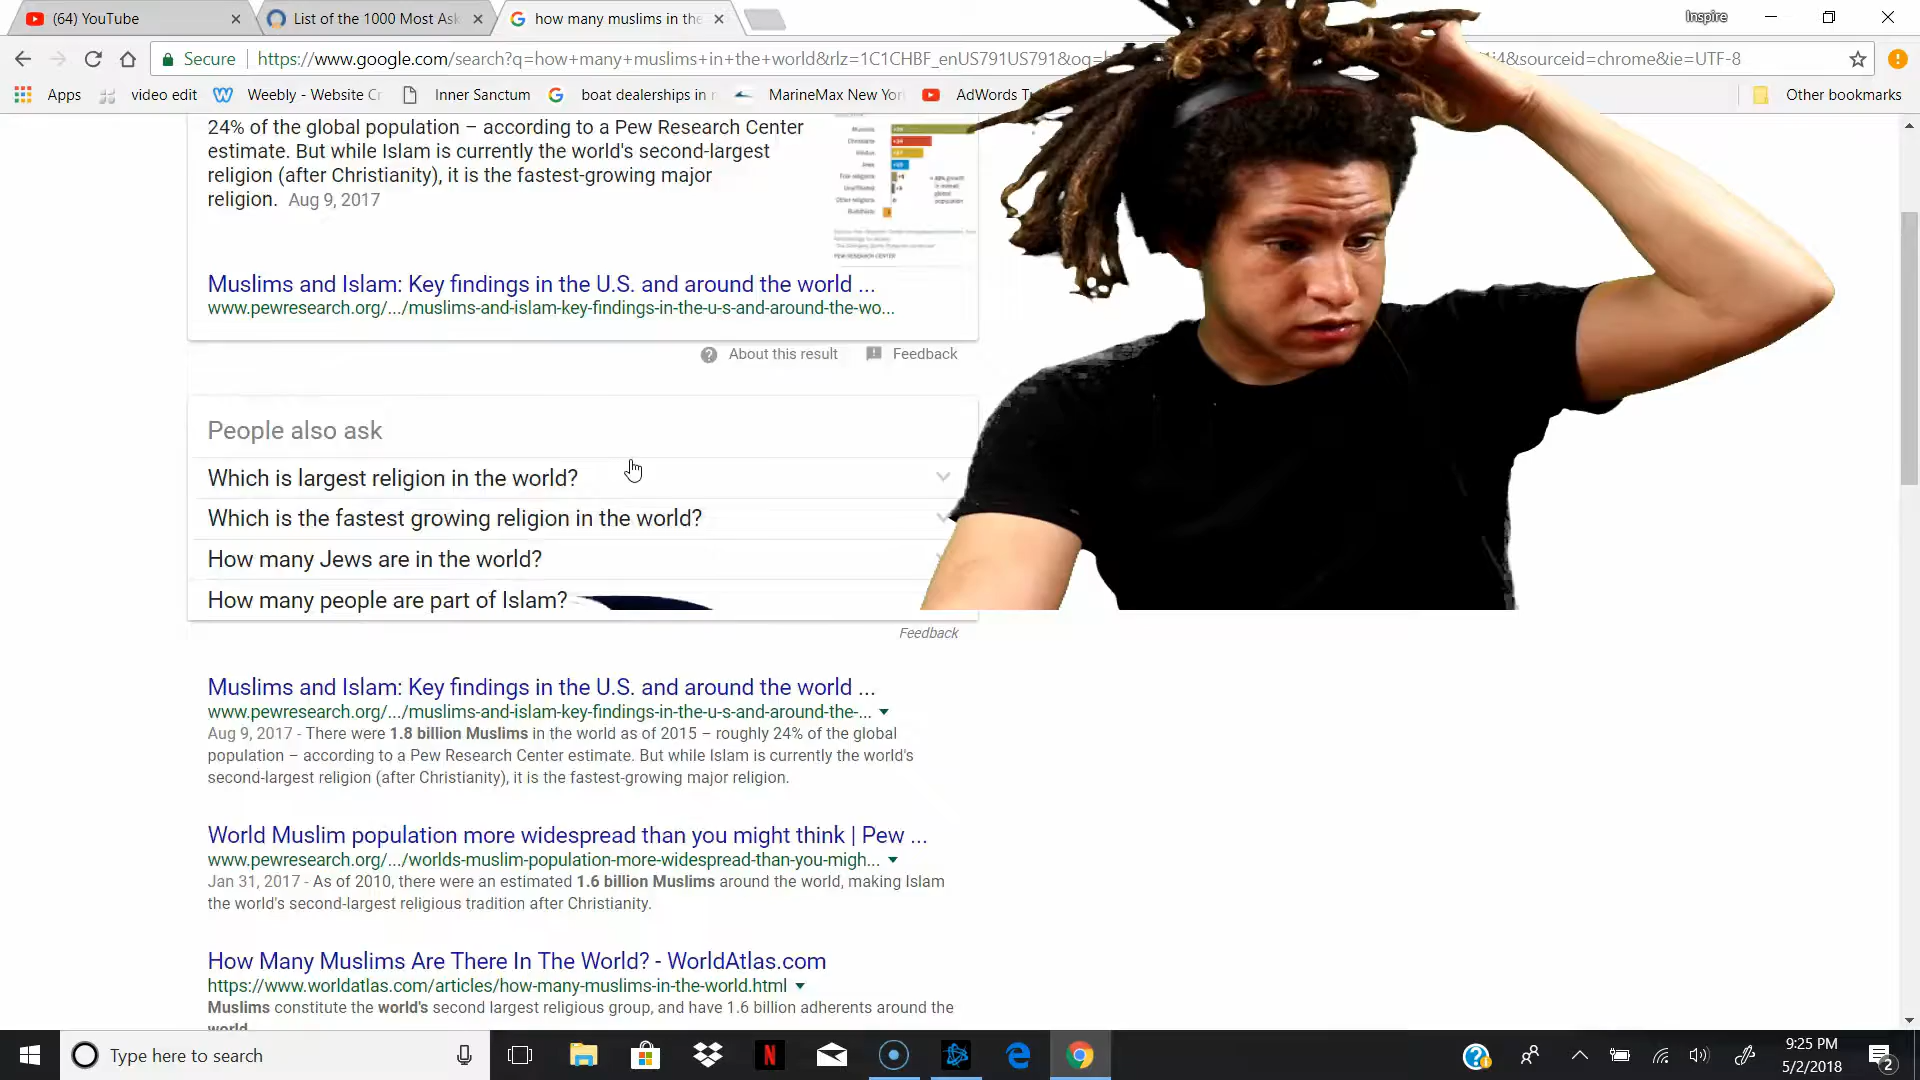 (64) YouTube
List of the 1000 Most Ask
how many muslims in the
Inspire
Secure
https://www.google.com/search?q=how+many+muslims+in+the+world&rlz=1C1CHBF_enUS791US791&oq=
&sourceid=chrome&ie=UTF-8
Apps
video edit
Weebly - Website Cr
Inner Sanctum
boat dealerships in
MarineMax New Yor
AdWords
Other bookmarks
24% of the global population – according to a Pew Research Center
estimate. But while Islam is currently the world's second-largest
religion (after Christianity), it is the fastest-growing major
religion. Aug 9, 2017
Muslims
Christians
Hindus
Jews
Folk religions
Unaffiliated
Other religions
Buddhists
PEW RESEARCH CENTER
Muslims and Islam: Key findings in the U.S. and around the world ...
www.pewresearch.org/.../muslims-and-islam-key-findings-in-the-u-s-and-around-the-wo...
About this result
Feedback
People also ask
Which is largest religion in the world?
Which is the fastest growing religion in the world?
How many Jews are in the world?
How many people are part of Islam?
Feedback
Muslims and Islam: Key findings in the U.S. and around the world ...
www.pewresearch.org/.../muslims-and-islam-key-findings-in-the-u-s-and-around-the-...
Aug 9, 2017 - There were 1.8 billion Muslims in the world as of 2015 – roughly 24% of the global
population – according to a Pew Research Center estimate. But while Islam is currently the world's
second-largest religion (after Christianity), it is the fastest-growing major religion.
World Muslim population more widespread than you might think | Pew ...
www.pewresearch.org/.../worlds-muslim-population-more-widespread-than-you-migh...
Jan 31, 2017 - As of 2010, there were an estimated 1.6 billion Muslims around the world, making Islam
the world's second-largest religious tradition after Christianity.
How Many Muslims Are There In The World? - WorldAtlas.com
https://www.worldatlas.com/articles/how-many-muslims-in-the-world.html
Muslims constitute the world's second largest religious group, and have 1.6 billion adherents around the
world
Type here to search
9:25 PM
5/2/2018
2